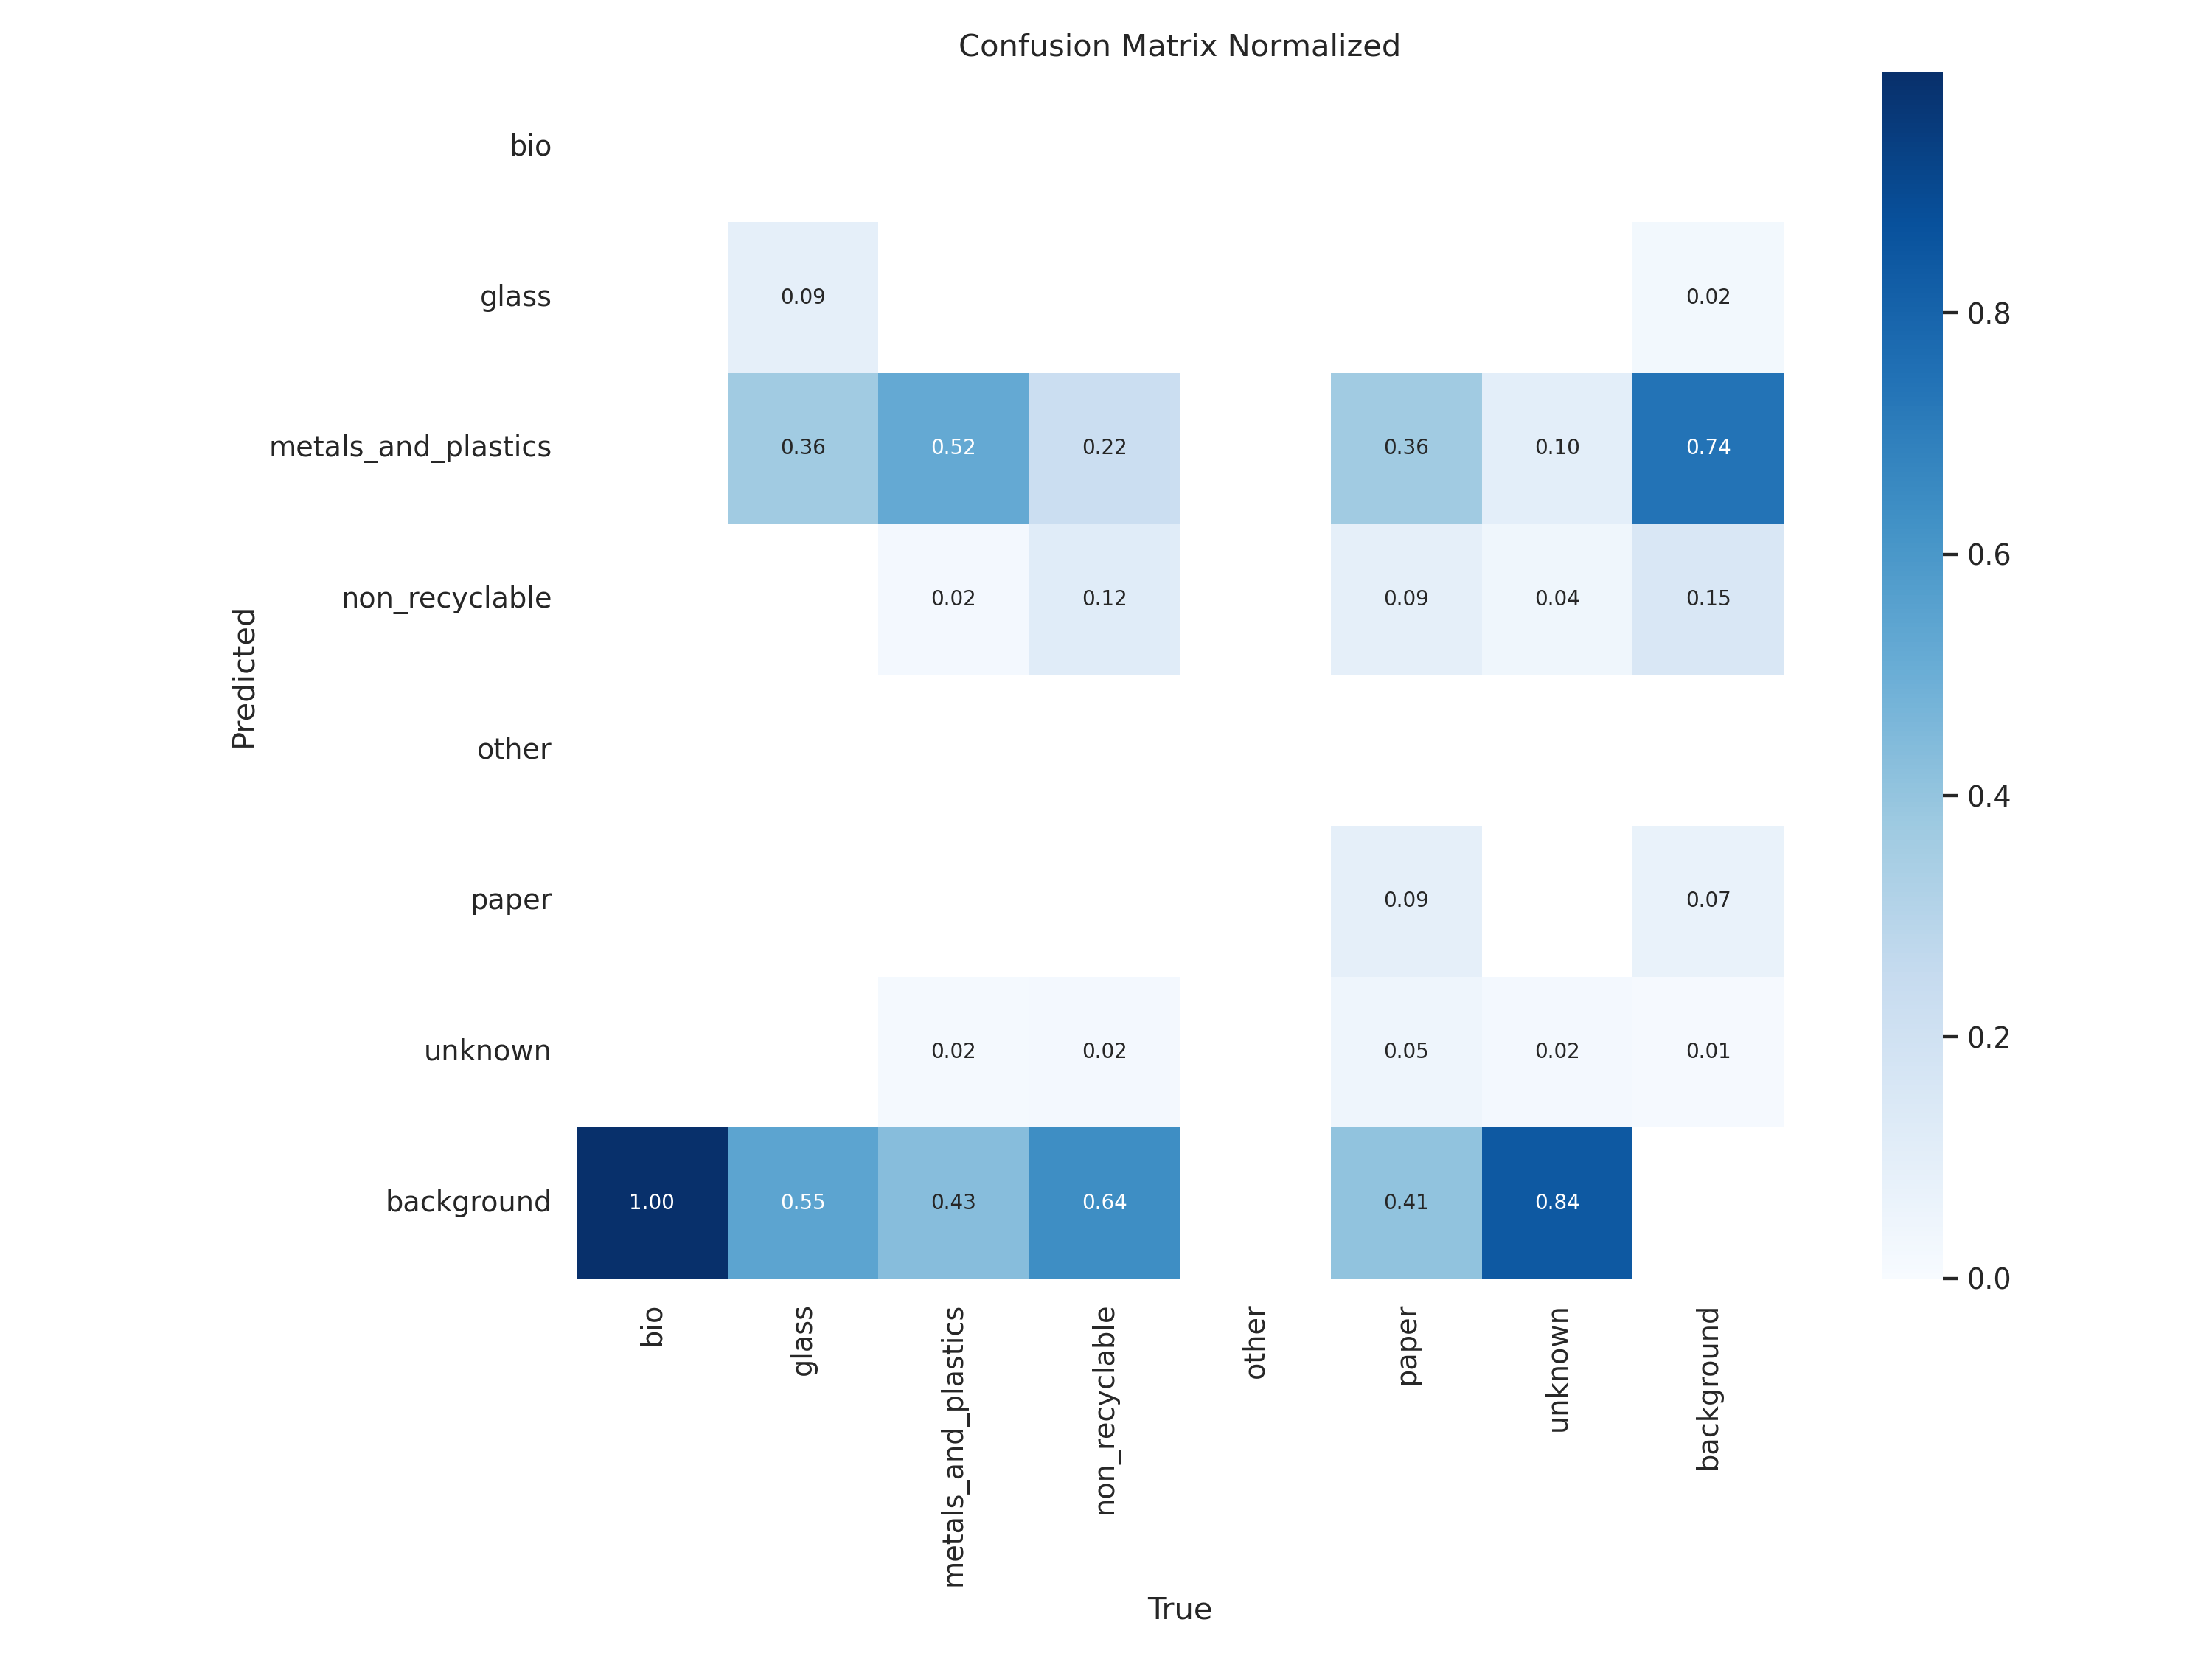 Confusion Matrix Normalized
bio
glass 0.09 0.02
metals_and_plastics 0.36 0.52 0.22 0.36 0.10 0.74
non_recyclable 0.02 0.12 0.09 0.04 0.15
other
paper 0.09 0.07
unknown 0.02 0.02 0.05 0.02 0.01
background 1.00 0.55 0.43 0.64 0.41 0.84
Predicted
bio
glass
metals_and_plastics
non_recyclable
other
paper
unknown
background
True
0.8
0.6
0.4
0.2
0.0